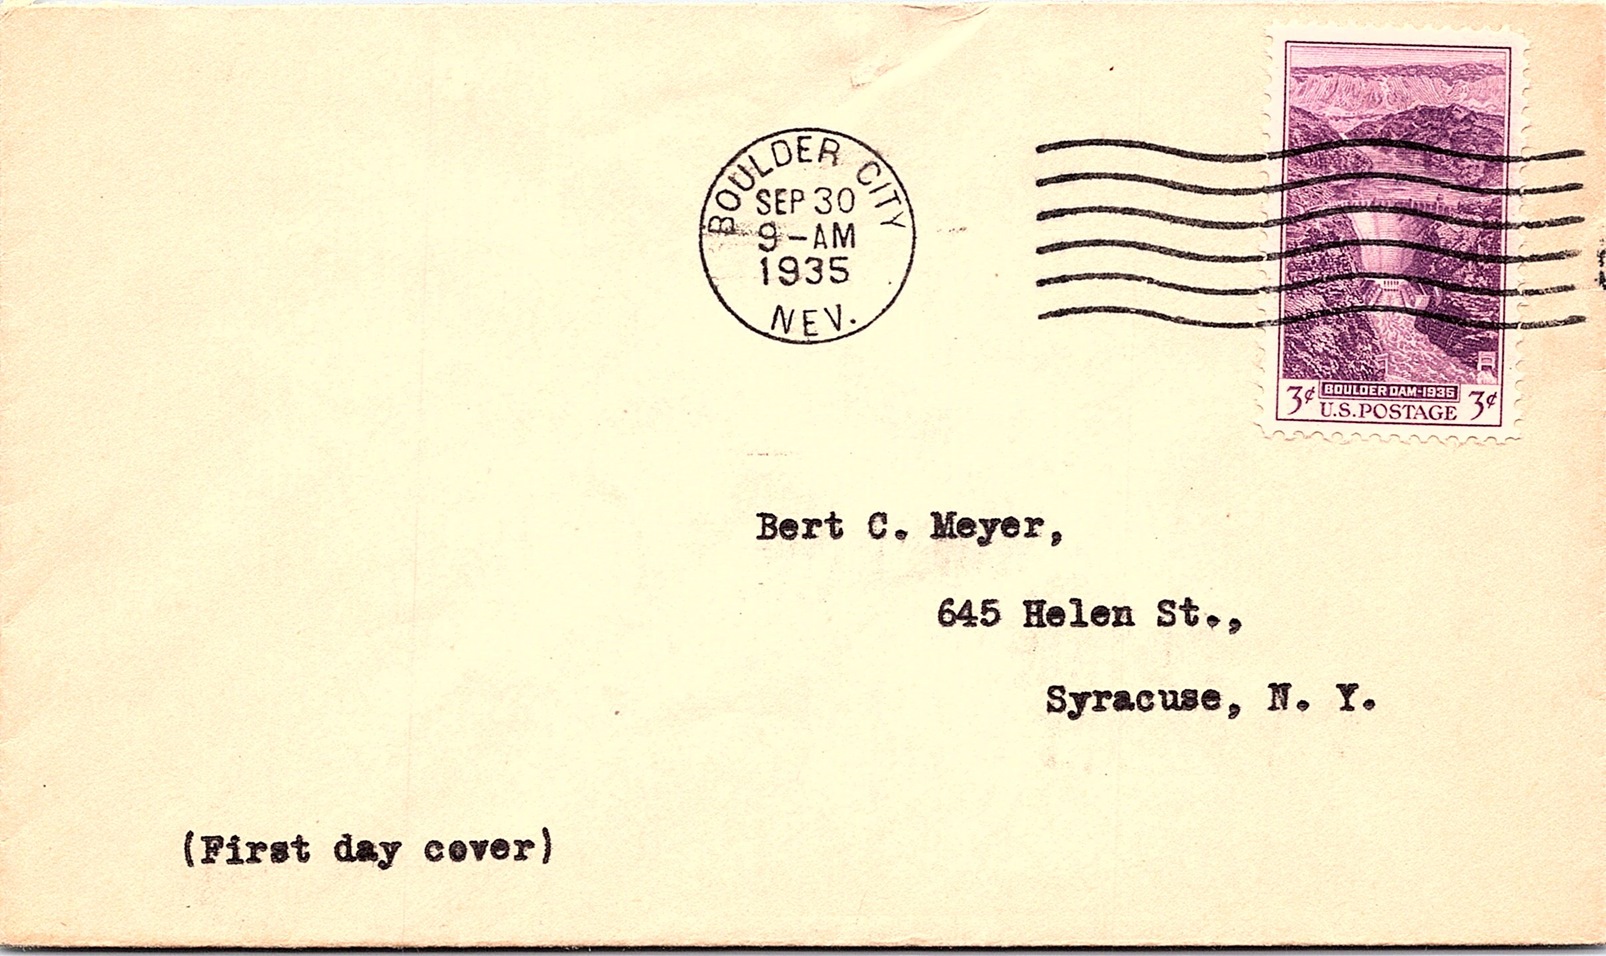 BOULDER CITY
SEP 30
9-AM
1935
NEV.
3¢ BOULDER DAM-1935 3¢
U.S. POSTAGE
Bert C. Meyer,
645 Helen St.,
Syracuse, N. Y.
(First day cover)